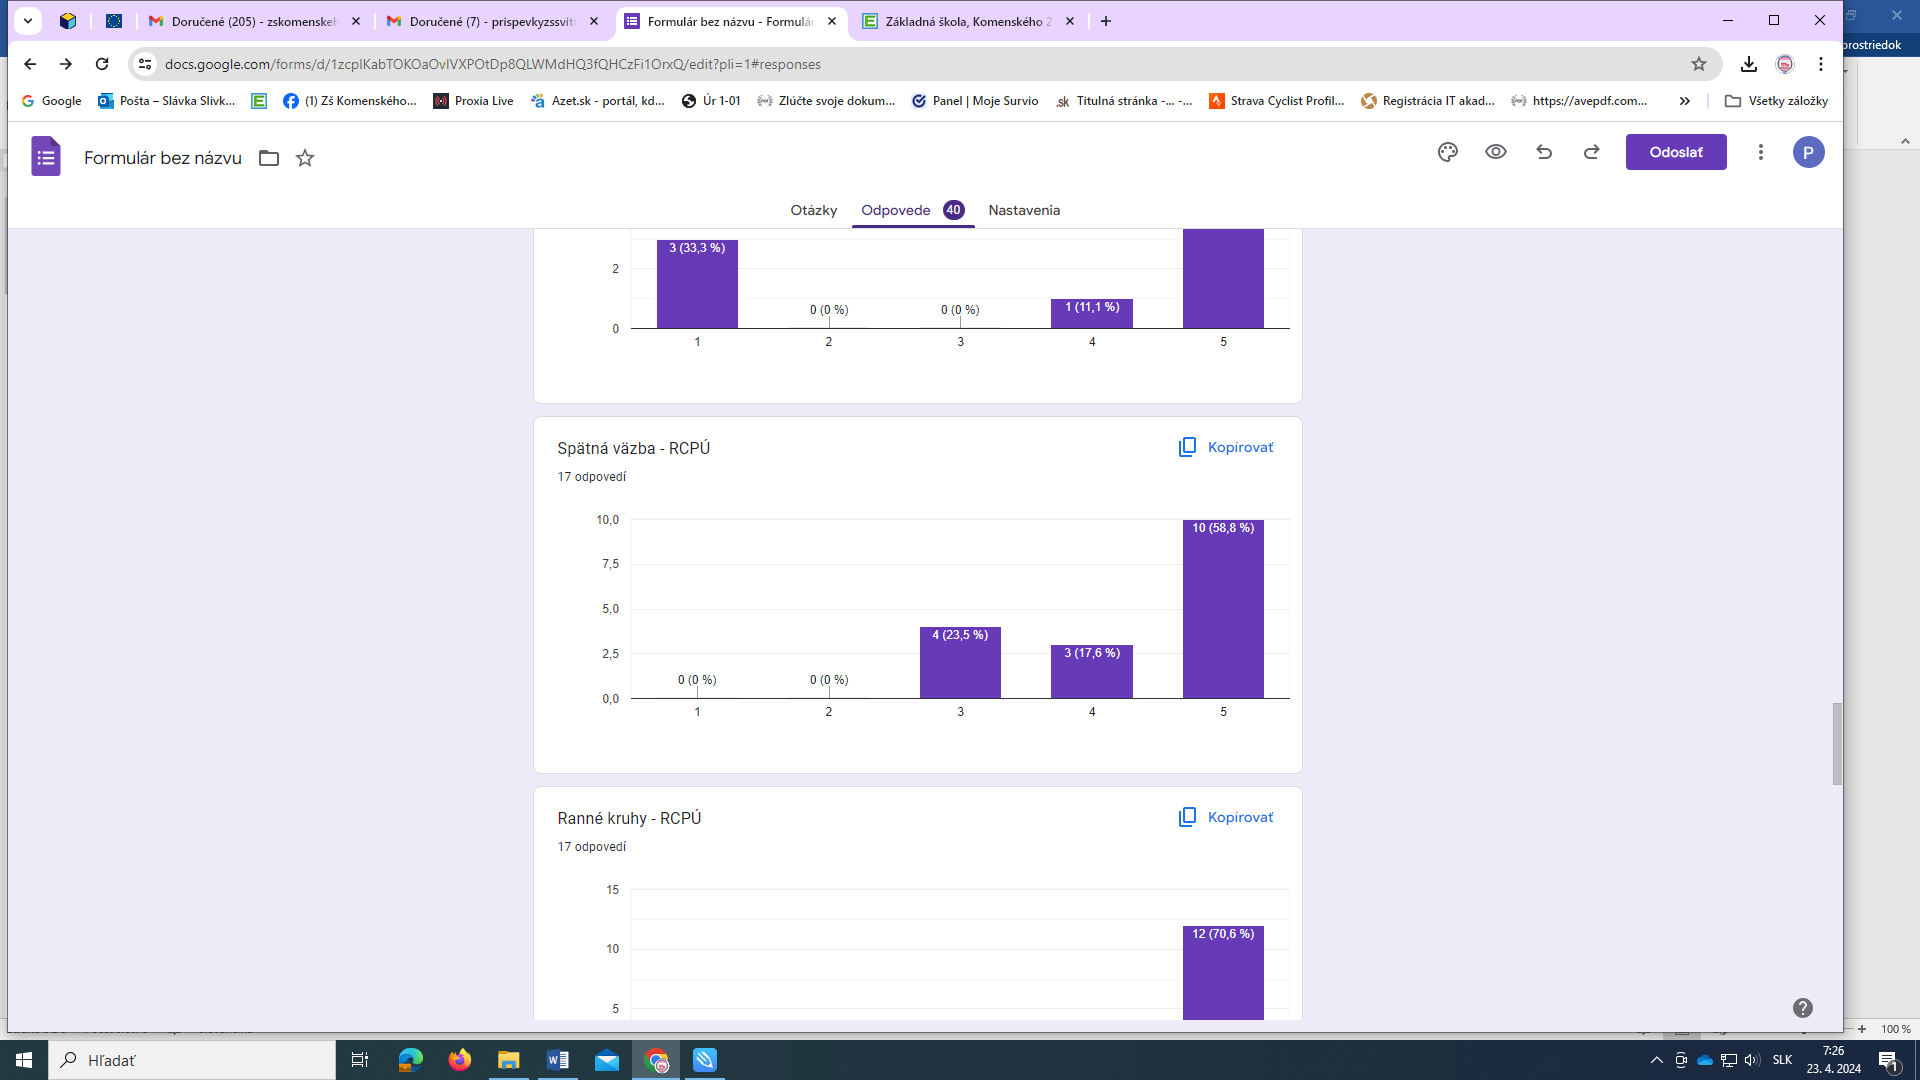 Doručené (205) - zskomenskeh
Doručené (7) - prispevkyzssvit
Formulár bez názvu - Formulár
Základná škola, Komenského 2
prostriedok
docs.google.com/forms/d/1zcplKabTOKOaOvlVXPOtDp8QLWMdHQ3fQHCzFi1OrxQ/edit?pli=1#responses
Google
Pošta – Slávka Slivk...
(1) Zš Komenského...
Proxia Live
Azet.sk - portál, kd...
Úr 1-01
Zlúčte svoje dokum...
Panel | Moje Survio
.sk Titulná stránka -... -...
Strava Cyclist Profil...
Registrácia IT akad...
https://avepdf.com...
Všetky záložky
Formulár bez názvu
Odoslať
P
Otázky
Odpovede 40
Nastavenia
3 (33,3 %)
2
0 (0 %)
0 (0 %)
1 (11,1 %)
0
1 2 3 4 5
Spätná väzba - RCPÚ
Kopírovať
17 odpovedí
10,0
10 (58,8 %)
7,5
5,0
4 (23,5 %)
3 (17,6 %)
2,5
0 (0 %)
0 (0 %)
0,0
1 2 3 4 5
Ranné kruhy - RCPÚ
Kopírovať
17 odpovedí
15
12 (70,6 %)
10
5
100 %
Hľadať
SLK
7:26
23. 4. 2024
1